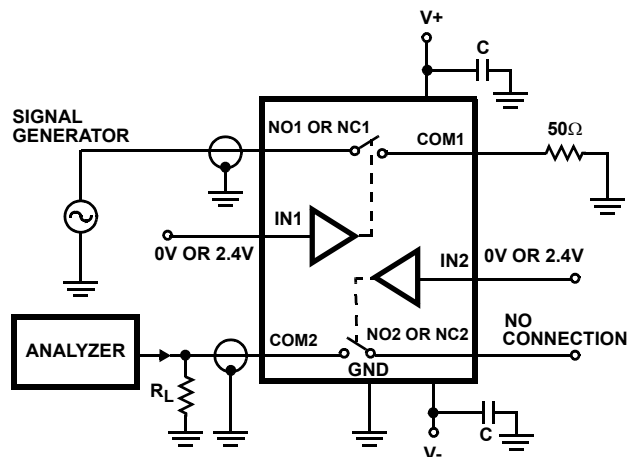 V+
C
SIGNAL
GENERATOR
NO1 OR NC1
COM1
50Ω
IN1
0V OR 2.4V
IN2
0V OR 2.4V
ANALYZER
COM2
NO2 OR NC2
NO
CONNECTION
GND
RL
C
V-